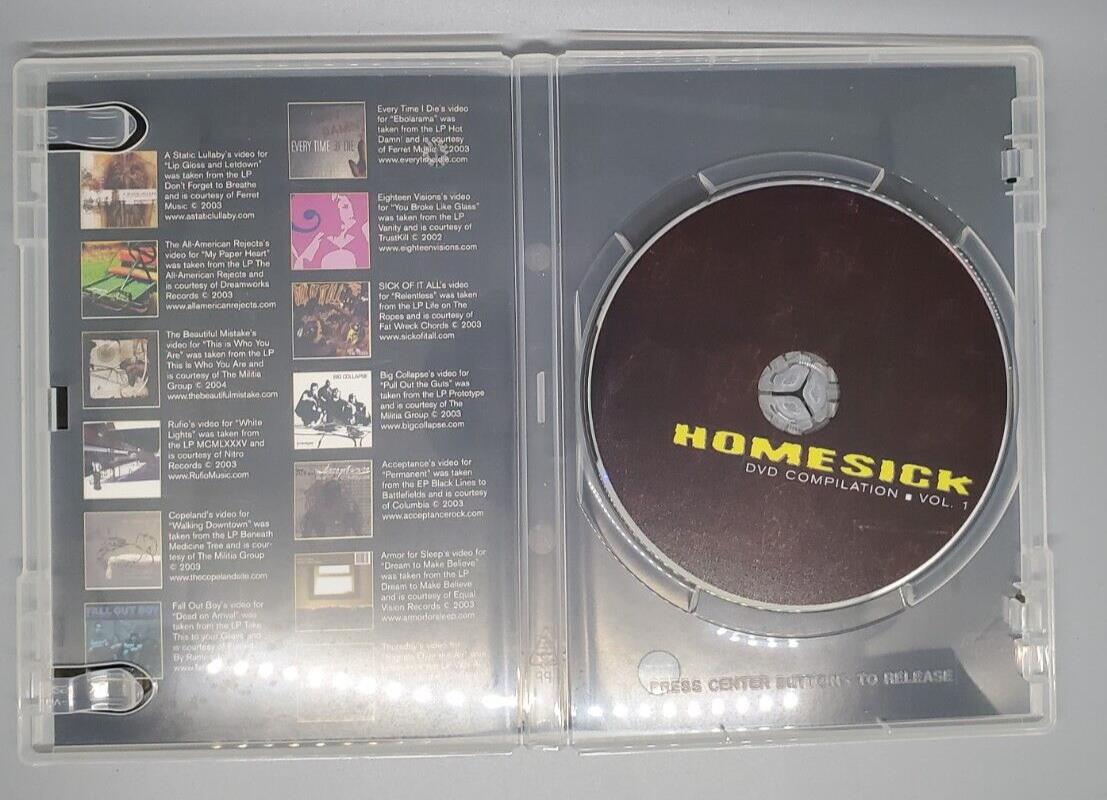 A Static Lullaby's video for
"Lip Gloss and Letdown"
was taken from the LP
Don't Forget to Breathe
and is courtesy of Ferret
Music © 2003
www.astaticlullaby.com
The All-American Rejects's
video for "My Paper Heart"
was taken from the LP The
All-American Rejects and is
courtesy of Dreamworks
Records © 2003
www.allamericanrejects.com
The Beautiful Mistake's
video for "This is Who You
Are" was taken from the LP
This Is Who You Are and
is courtesy of The Militia
Group © 2004
www.thebeautifulmistake.com
Rufio's video for "White
Lights" was taken from
the LP MCMLXXXV and
is courtesy of Nitro
Records © 2003
www.RufioMusic.com
Copeland's video for
"Walking Downtown" was
taken from the LP Beneath
Medicine Tree and is cour-
tesy of The Militia Group
© 2003
www.thecopelandsite.com
FALL OUT BOY
Fall Out Boy's video for
"Dead on Arrival" was
taken from the LP Take
This to your Grave and
is courtesy of
By
EVERY TIME I DIE
Every Time I Die's video
for "Ebolarama" was
taken from the LP Hot
Damn! and is courtesy
of Ferret Music © 2003
www.everytimeidie.com
Eighteen Visions's video
for "You Broke Like Glass"
was taken from the LP
Vanity and is courtesy of
TrustKill © 2002
www.eighteenvisions.com
SICK OF IT ALL's video
for "Relentless" was taken
from the LP Life on The
Ropes and is courtesy of
Fat Wreck Chords © 2003
www.sickofitall.com
BIG COLLAPSE
Big Collapse's video for
"Pull Out the Guts" was
taken from the LP Prototype
and is courtesy of The
Militia Group © 2003
www.bigcollapse.com
Acceptance
Acceptance's video for
"Permanent" was taken
from the EP Black Lines to
Battlefields and is courtesy
of Columbia © 2003
www.acceptancerock.com
Armor for Sleep's video for
"Dream to Make Believe"
was taken from the LP
Dream to Make Believe
and is courtesy of Equal
Vision Records © 2003
www.armorforsleep.com
Thursday's video for
HOMESICK
DVD COMPILATION ■ VOL. 1
PRESS CENTER BUTTON TO RELEASE